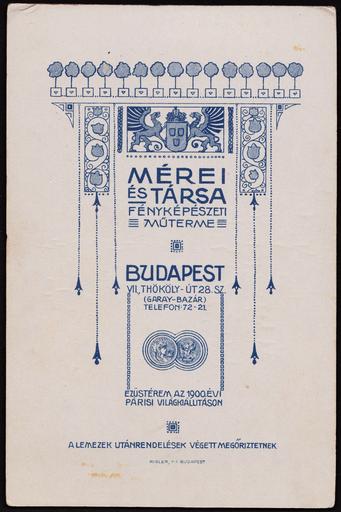 MÉREI
ÉS TÁRSA
FÉNYKÉPÉSZETI
MŰTERME
BUDAPEST
VII, THÖKÖLY-ÚT 28. SZ.
(GARAY-BAZÁR)
TELEFON·72-21.
EZÜSTÉREM AZ 1900.ÉVI
PÁRISI VILÁGKIÁLLITÁSON
A LEMEZEK UTÁNRENDELÉSEK VÉGETT MEGŐRIZTETNEK
BUDAPEST